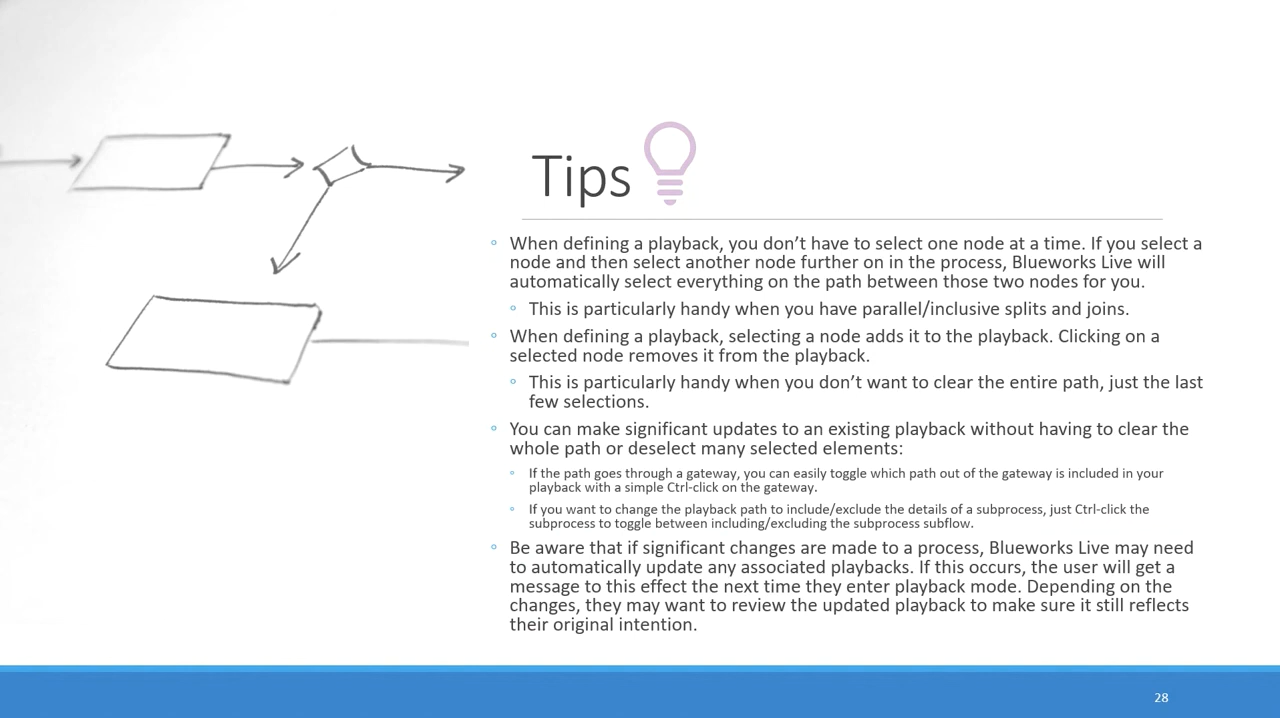 Tips
◦ When defining a playback, you don’t have to select one node at a time. If you select a
node and then select another node further on in the process, Blueworks Live will
automatically select everything on the path between those two nodes for you.
◦ This is particularly handy when you have parallel/inclusive splits and joins.
◦ When defining a playback, selecting a node adds it to the playback. Clicking on a
selected node removes it from the playback.
◦ This is particularly handy when you don’t want to clear the entire path, just the last
few selections.
◦ You can make significant updates to an existing playback without having to clear the
whole path or deselect many selected elements:
◦ If the path goes through a gateway, you can easily toggle which path out of the gateway is included in your
playback with a simple Ctrl-click on the gateway.
◦ If you want to change the playback path to include/exclude the details of a subprocess, just Ctrl-click the
subprocess to toggle between including/excluding the subprocess subflow.
◦ Be aware that if significant changes are made to a process, Blueworks Live may need
to automatically update any associated playbacks. If this occurs, the user will get a
message to this effect the next time they enter playback mode. Depending on the
changes, they may want to review the updated playback to make sure it still reflects
their original intention.
28